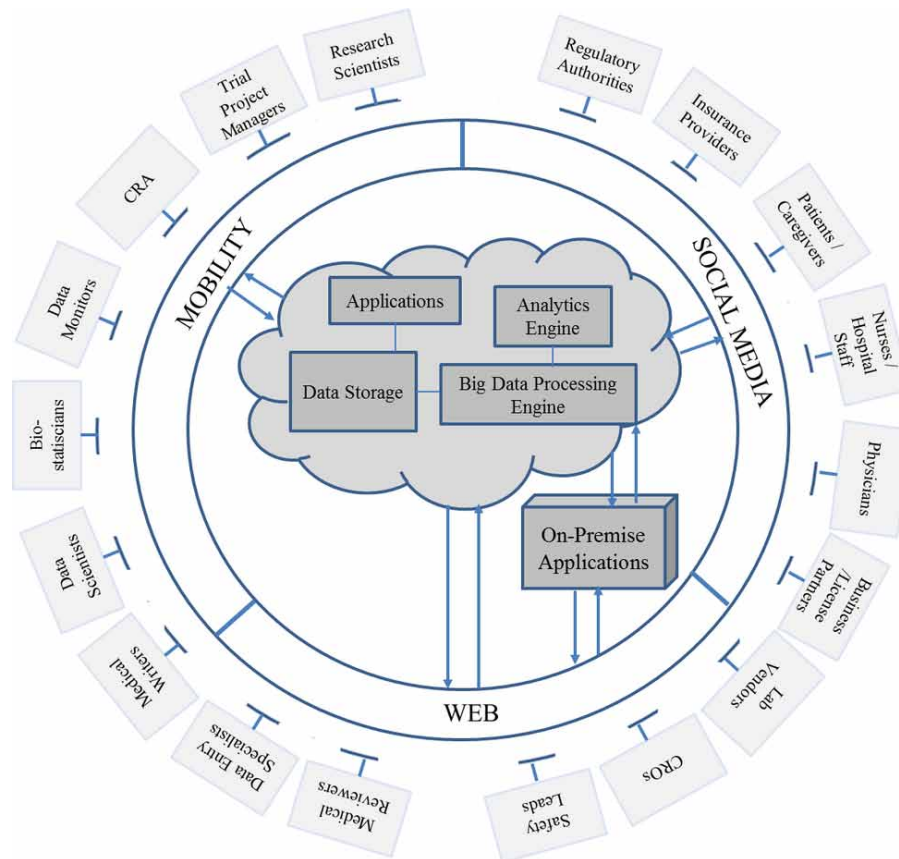 Research
Scientists
Regulatory
Authorities
Insurance
Providers
Patients /
Caregivers
Nurses /
Hospital
Staff
Physicians
Business
/License
Partners
Lab
Vendors
CROs
Safety
Leads
Medical
Reviewers
Data Entry
Specialists
Medical
Writers
Data
Scientists
Bio-
statiscians
Data
Monitors
CRA
Trial
Project
Managers
MOBILITY
SOCIAL MEDIA
WEB
Applications
Analytics
Engine
Data Storage
Big Data Processing
Engine
On-Premise
Applications